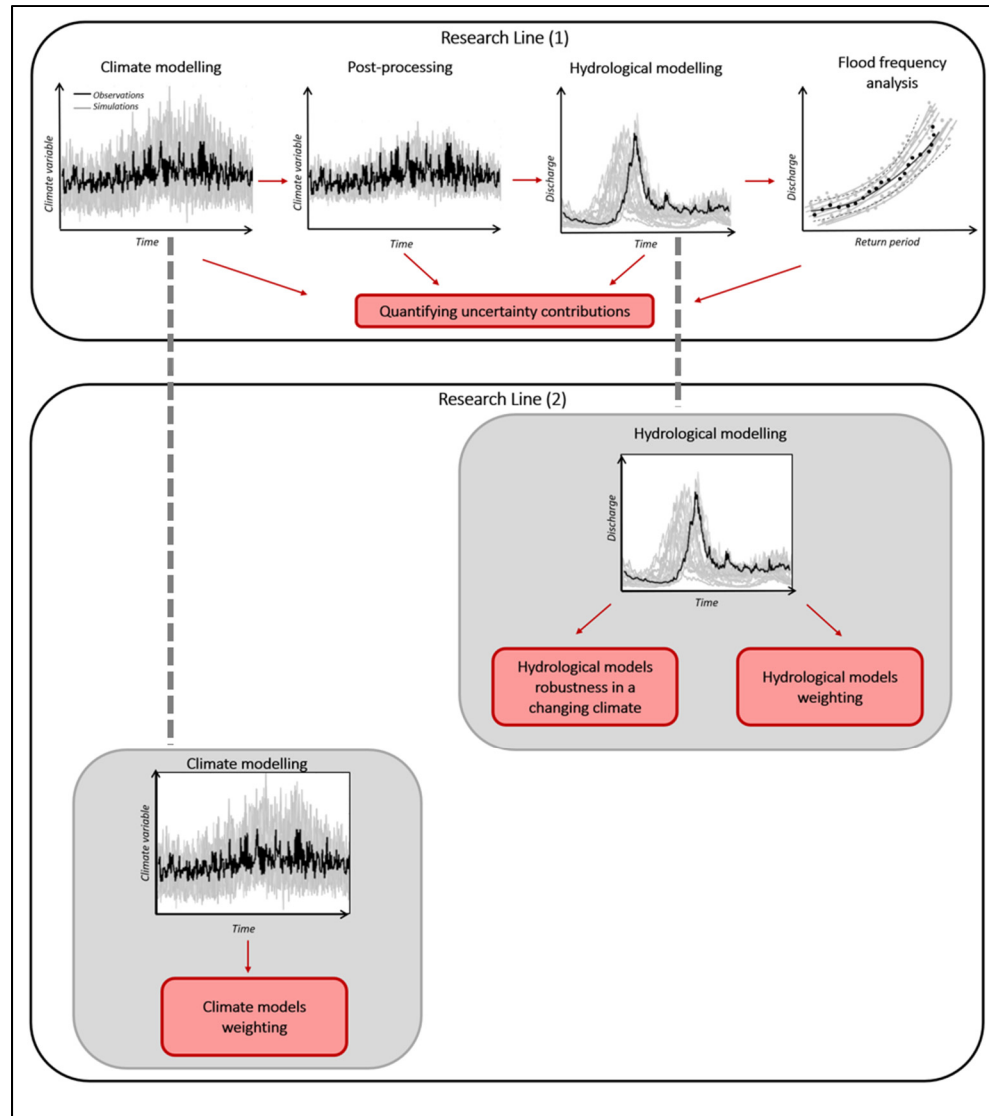 Research Line (1)
Climate modelling
Observations
Simulations
Climate variable
Time
Post-processing
Climate variable
Time
Hydrological modelling
Discharge
Time
Flood frequency
analysis
Discharge
Return period
Quantifying uncertainty contributions
Research Line (2)
Hydrological modelling
Discharge
Time
Hydrological models
robustness in a
changing climate
Hydrological models
weighting
Climate modelling
Climate variable
Time
Climate models
weighting